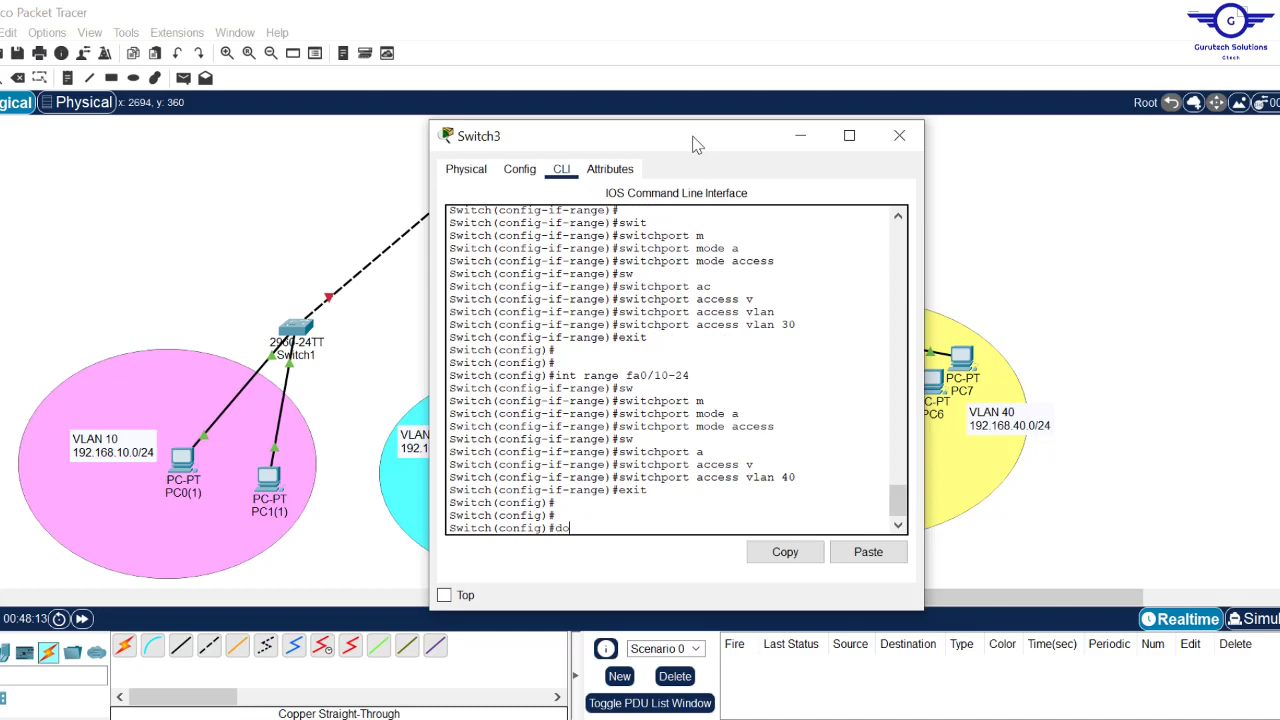 co Packet Tracer
Edit Options View Tools Extensions Window Help
G
Gurutech Solutions
Gtech
gical Physical x: 2694, y: 360 Root
Switch3
Physical Config CLI Attributes
IOS Command Line Interface
Switch(config-if-range)#
Switch(config-if-range)#swit
Switch(config-if-range)#switchport m
Switch(config-if-range)#switchport mode a
Switch(config-if-range)#switchport mode access
Switch(config-if-range)#sw
Switch(config-if-range)#switchport ac
Switch(config-if-range)#switchport access v
Switch(config-if-range)#switchport access vlan
Switch(config-if-range)#switchport access vlan 30
Switch(config-if-range)#exit
Switch(config)#
Switch(config)#
Switch(config)#int range fa0/10-24
Switch(config-if-range)#sw
Switch(config-if-range)#switchport m
Switch(config-if-range)#switchport mode a
Switch(config-if-range)#switchport mode access
Switch(config-if-range)#sw
Switch(config-if-range)#switchport a
Switch(config-if-range)#switchport access v
Switch(config-if-range)#switchport access vlan 40
Switch(config-if-range)#exit
Switch(config)#
Switch(config)#
Switch(config)#do
Copy Paste
Top
2960-24TT
Switch1
VLAN 10
192.168.10.0/24
PC-PT
PC0(1)
PC-PT
PC1(1)
VLAN
192.1
PC-PT
PC7
PC-PT
PC6
VLAN 40
192.168.40.0/24
00:48:13
Realtime Simul
Scenario 0
New Delete
Toggle PDU List Window
Fire Last Status Source Destination Type Color Time(sec) Periodic Num Edit Delete
Copper Straight-Through